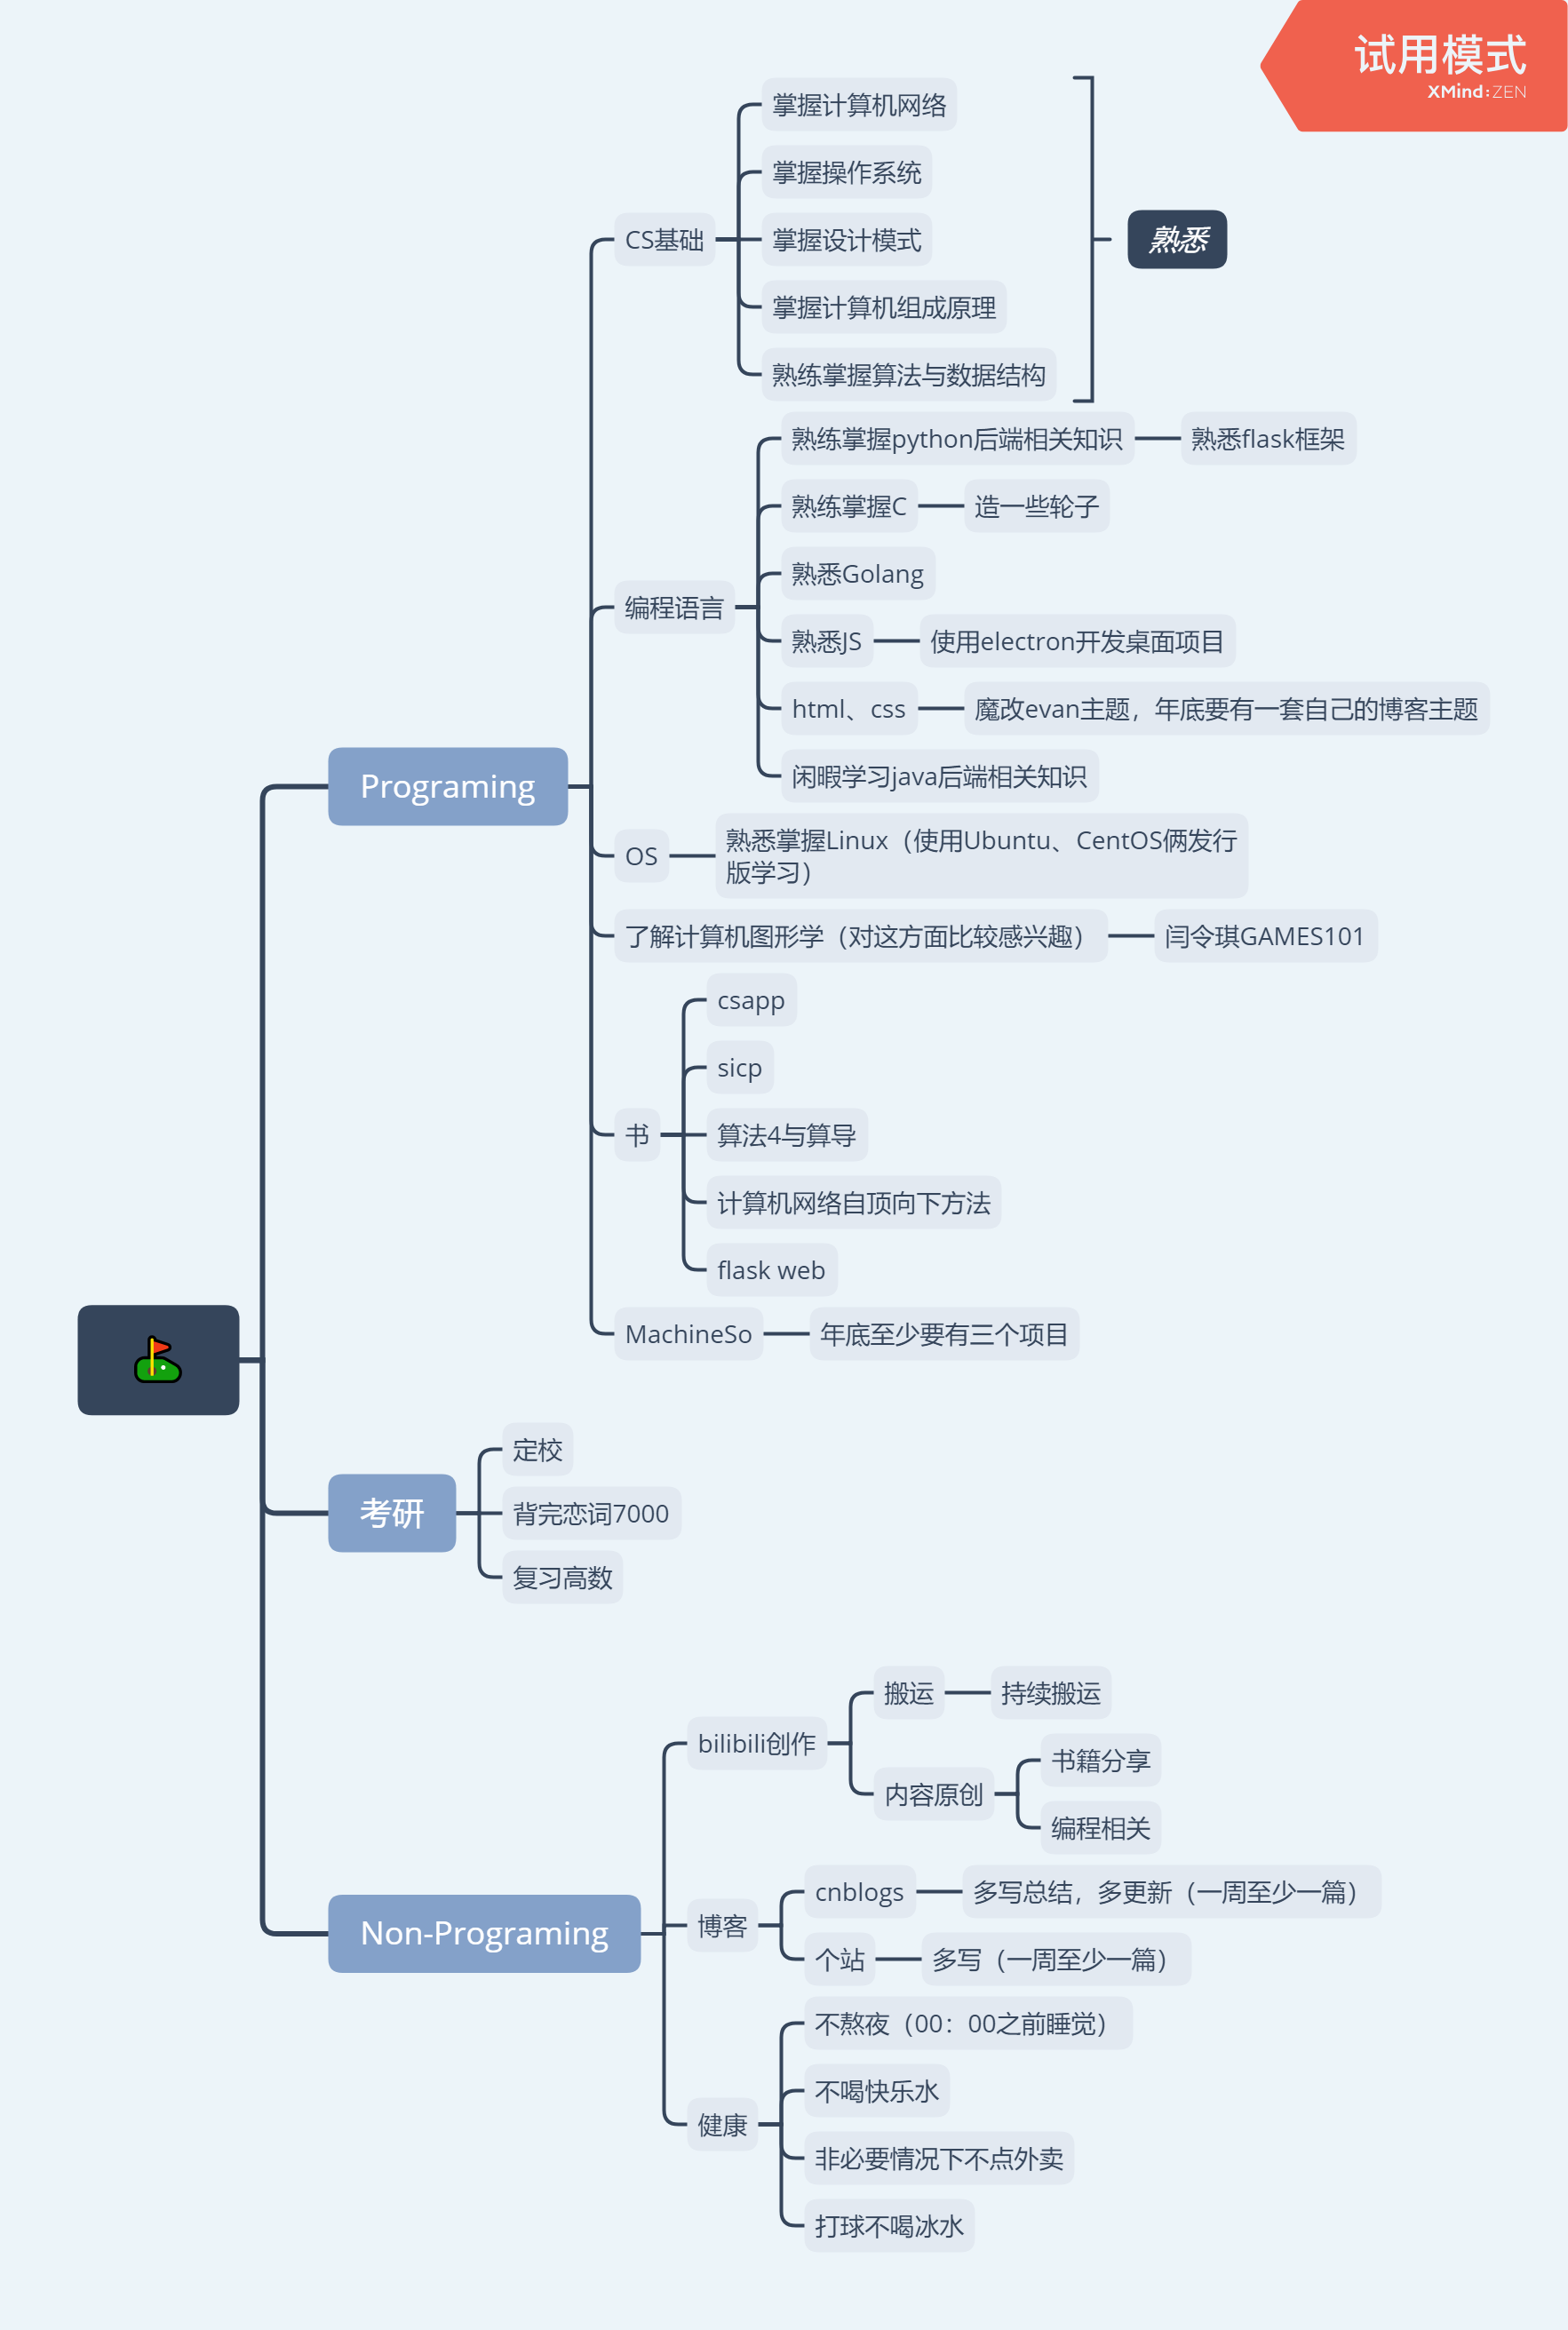 试用模式
XMind:ZEN
掌握计算机网络
掌握操作系统
CS基础
掌握设计模式
掌握计算机组成原理
熟练掌握算法与数据结构
熟悉
熟练掌握python后端相关知识
熟悉flask框架
熟练掌握C
造一些轮子
熟悉Golang
编程语言
熟悉JS
使用electron开发桌面项目
html、css
魔改evan主题，年底要有一套自己的博客主题
闲暇学习java后端相关知识
Programing
OS
熟悉掌握Linux（使用Ubuntu、CentOS俩发行
版学习）
了解计算机图形学（对这方面比较感兴趣）
闫令琪GAMES101
csapp
sicp
书
算法4与算导
计算机网络自顶向下方法
flask web
MachineSo
年底至少要有三个项目
考研
定校
背完恋词7000
复习高数
Non-Programing
bilibili创作
搬运
持续搬运
内容原创
书籍分享
编程相关
博客
cnblogs
多写总结，多更新（一周至少一篇）
个站
多写（一周至少一篇）
健康
不熬夜（00：00之前睡觉）
不喝快乐水
非必要情况下不点外卖
打球不喝冰水